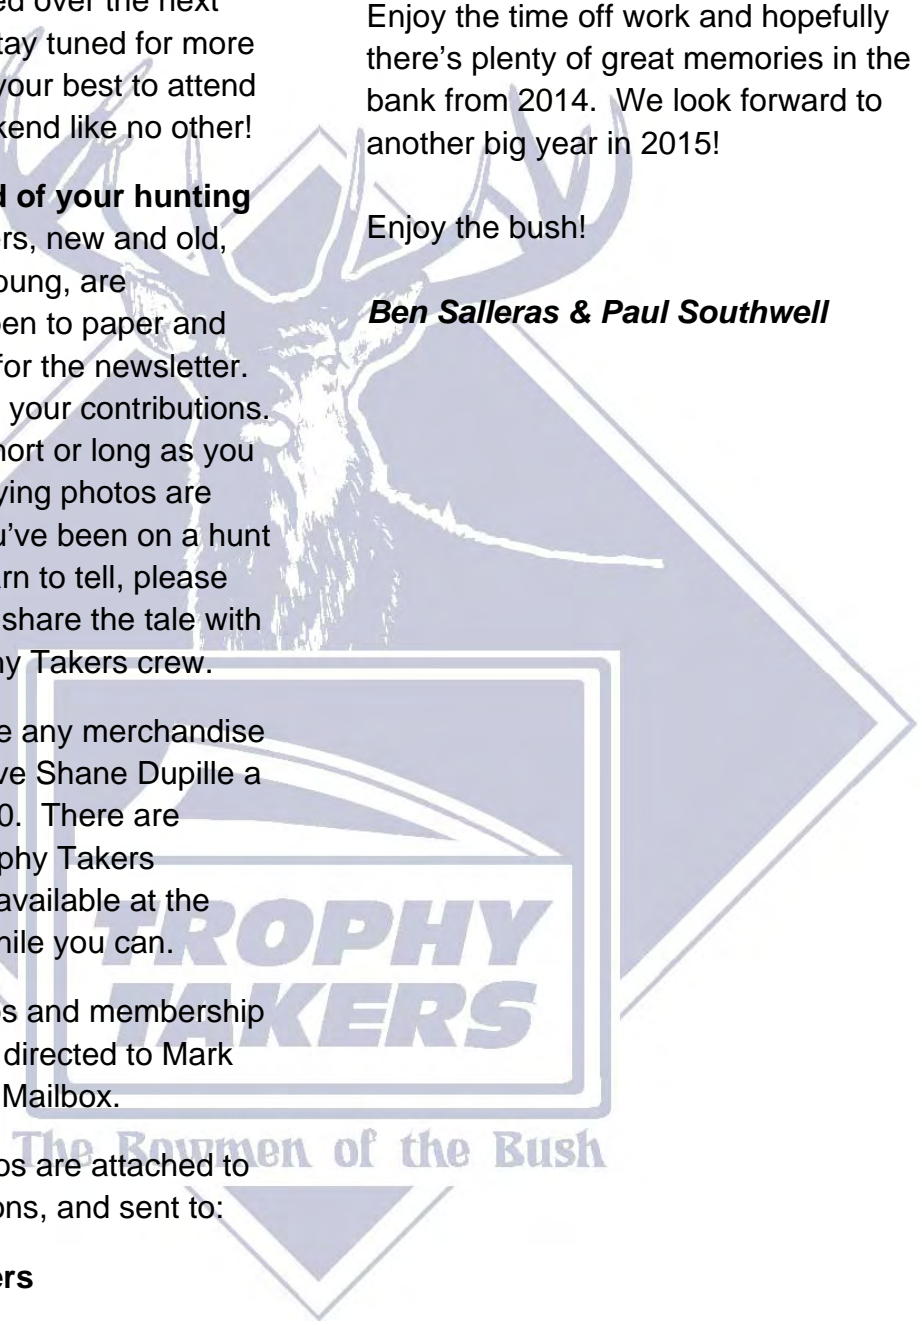 ed over the next
tay tuned for more
your best to attend
kend like no other!
d of your hunting
ers, new and old,
oung, are
pen to paper and
for the newsletter.
your contributions.
hort or long as you
ying photos are
u've been on a hunt
arn to tell, please
share the tale with
hy Takers crew.
e any merchandise
ve Shane Dupille a
0.  There are
phy Takers
available at the
hile you can.
os and membership
directed to Mark
Mailbox.
os are attached to
ons, and sent to:
ers
Enjoy the time off work and hopefully
there's plenty of great memories in the
bank from 2014.  We look forward to
another big year in 2015!
Enjoy the bush!
Ben Salleras & Paul Southwell
TROPHY
TAKERS
The Bowmen of the Bush